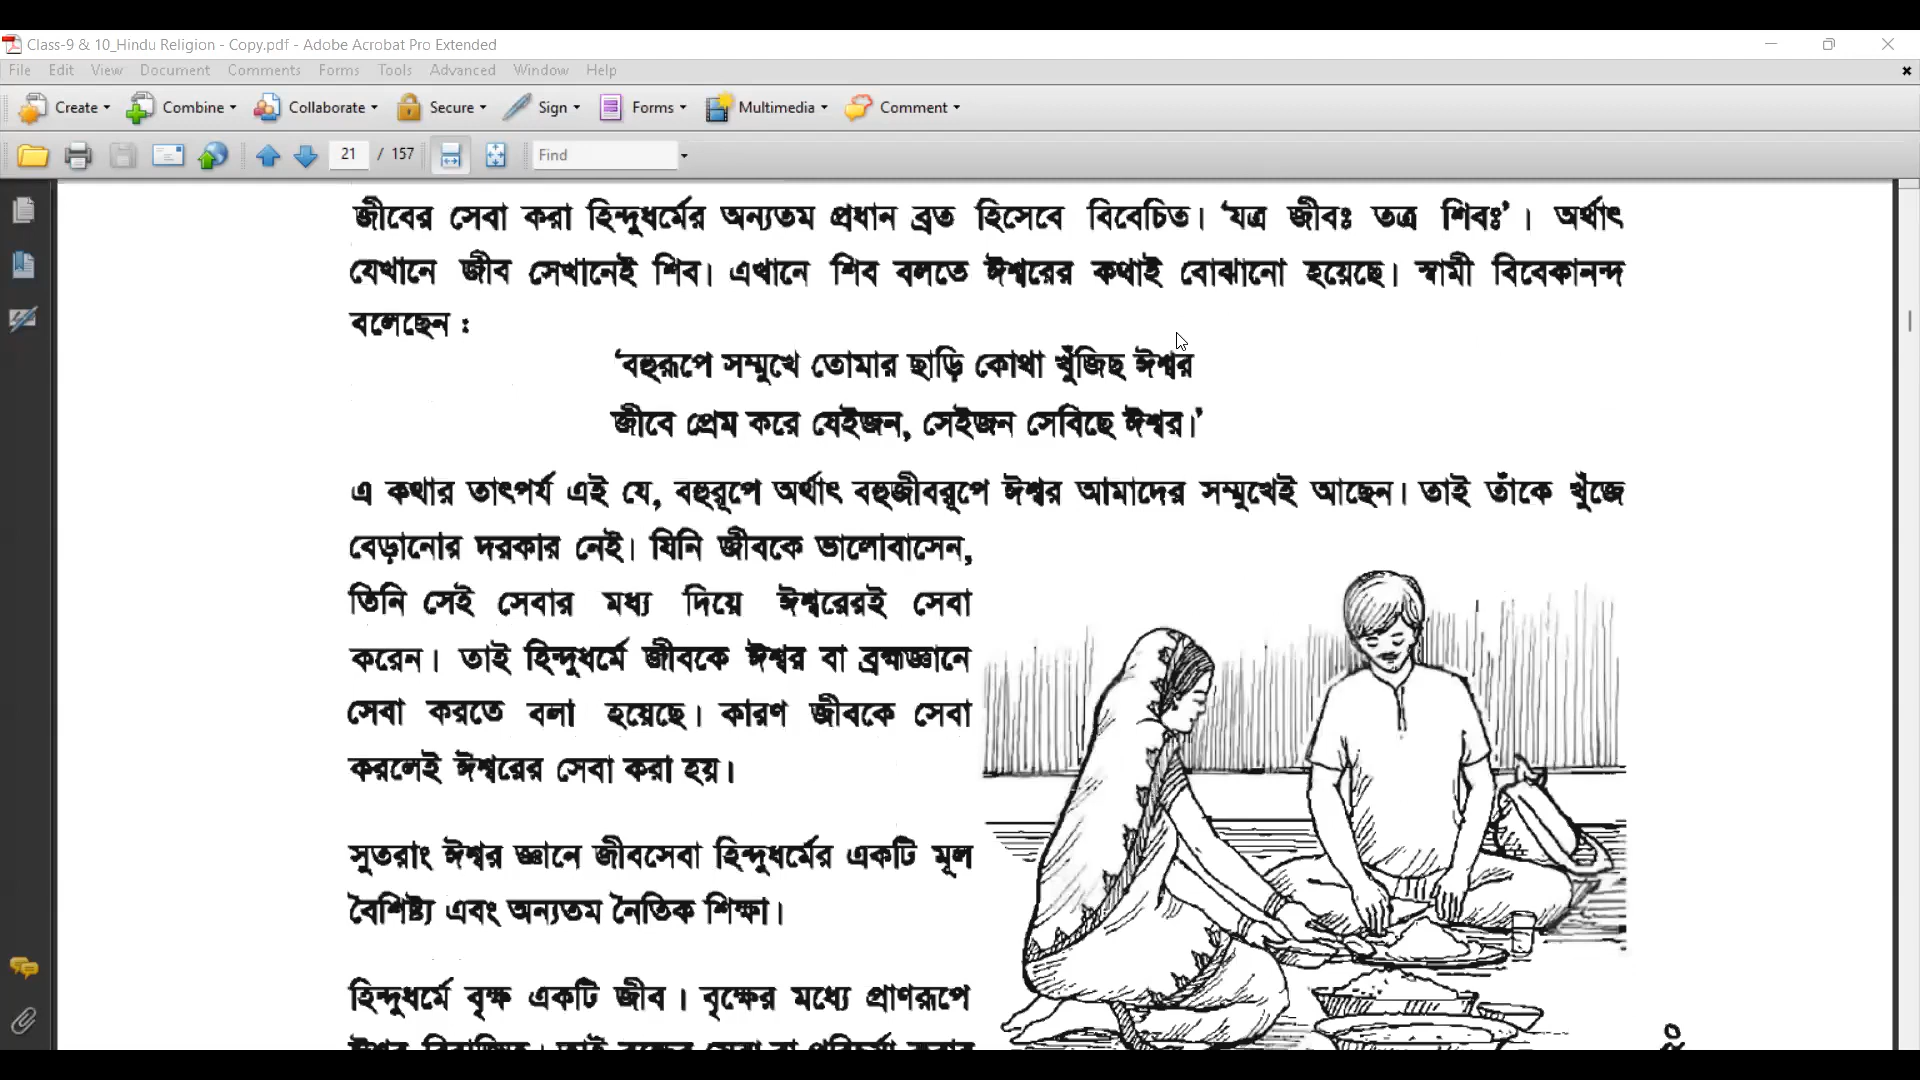 Class-9 & 10_Hindu Religion - Copy.pdf - Adobe Acrobat Pro Extended
File Edit View Document Comments Forms Tools Advanced Window Help
Create Combine Collaborate Secure Sign Forms Multimedia Comment
21 / 157 Find
জীবের সেবা করা হিন্দুধর্মের অন্যতম প্রধান ব্রত হিসেবে বিবেচিত। ‘যত্র জীবঃ তত্র শিবঃ’। অর্থাৎ
যেখানে জীব সেখানেই শিব। এখানে শিব বলতে ঈশ্বরের কথাই বোঝানো হয়েছে। স্বামী বিবেকানন্দ
বলেছেন :
‘বহুরূপে সম্মুখে তোমার ছাড়ি কোথা খুঁজিছ ঈশ্বর
জীবে প্রেম করে যেইজন, সেইজন সেবিছে ঈশ্বর।’
এ কথার তাৎপর্য এই যে, বহুরূপে অর্থাৎ বহুজীবরূপে ঈশ্বর আমাদের সম্মুখেই আছেন। তাই তাঁকে খুঁজে
বেড়ানোর দরকার নেই। যিনি জীবকে ভালোবাসেন,
তিনি সেই সেবার মধ্য দিয়ে ঈশ্বরেরই সেবা
করেন। তাই হিন্দুধর্মে জীবকে ঈশ্বর বা ব্রহ্মজ্ঞানে
সেবা করতে বলা হয়েছে। কারণ জীবকে সেবা
করলেই ঈশ্বরের সেবা করা হয়।
সুতরাং ঈশ্বর জ্ঞানে জীবসেবা হিন্দুধর্মের একটি মূল
বৈশিষ্ট্য এবং অন্যতম নৈতিক শিক্ষা।
হিন্দুধর্মে বৃক্ষ একটি জীব। বৃক্ষের মধ্যে প্রাণরূপে